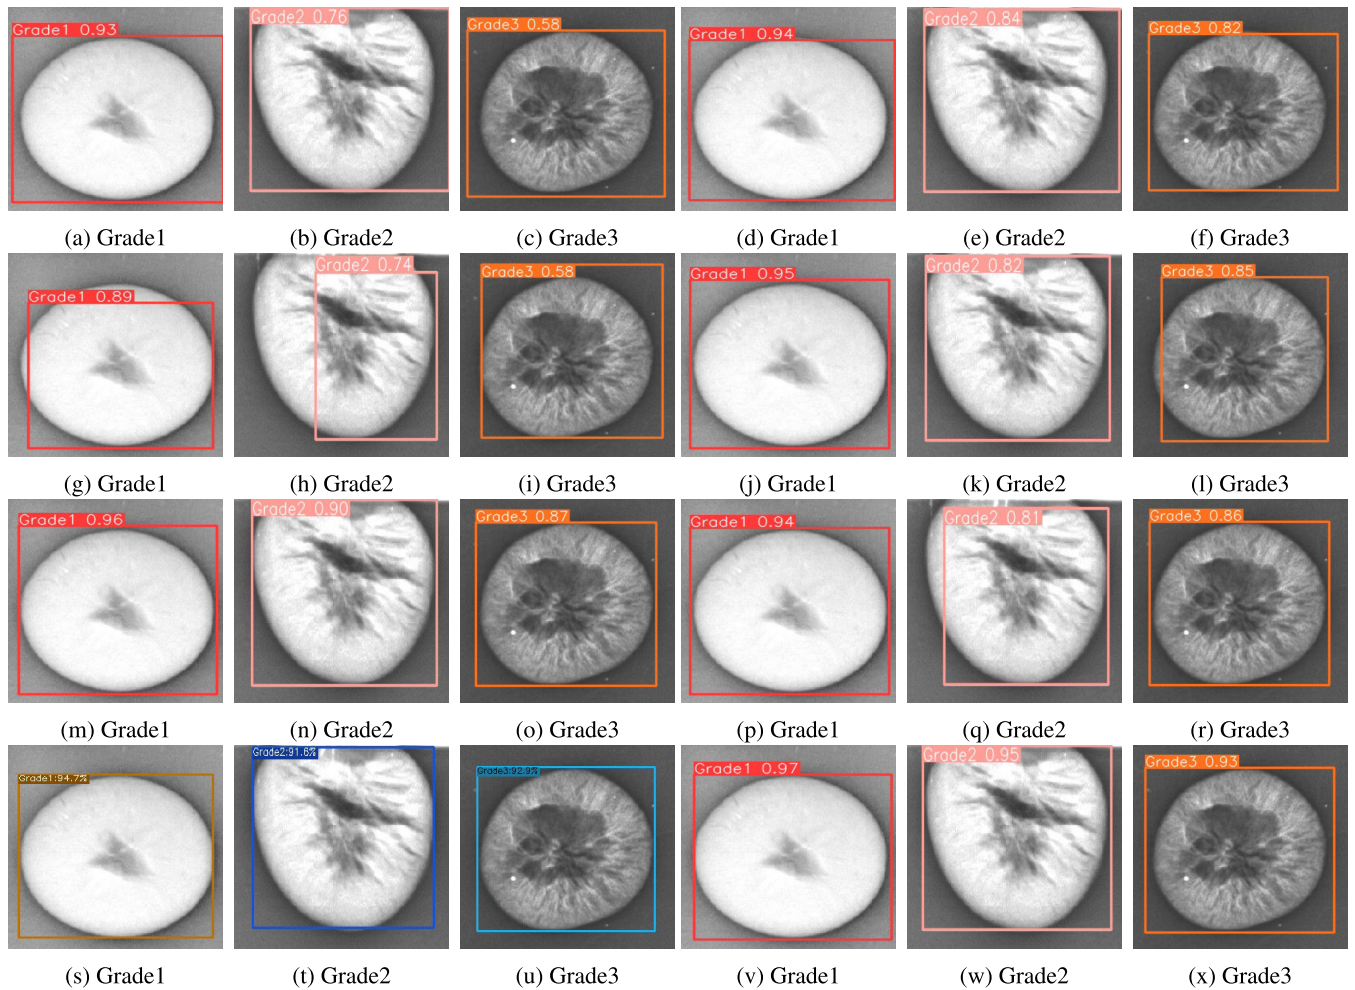 Grade1 0.93
Grade2 0.76
Grade3 0.58
Grade1 0.94
Grade2 0.84
Grade3 0.82
(a) Grade1
(b) Grade2
(c) Grade3
(d) Grade1
(e) Grade2
(f) Grade3
Grade1 0.89
Grade2 0.74
Grade3 0.58
Grade1 0.95
Grade2 0.82
Grade3 0.85
(g) Grade1
(h) Grade2
(i) Grade3
(j) Grade1
(k) Grade2
(l) Grade3
Grade1 0.96
Grade2 0.90
Grade3 0.87
Grade1 0.94
Grade2 0.81
Grade3 0.86
(m) Grade1
(n) Grade2
(o) Grade3
(p) Grade1
(q) Grade2
(r) Grade3
Grade1:94.7%
Grade2:91.6%
Grade3:92.9%
Grade1 0.97
Grade2 0.95
Grade3 0.93
(s) Grade1
(t) Grade2
(u) Grade3
(v) Grade1
(w) Grade2
(x) Grade3